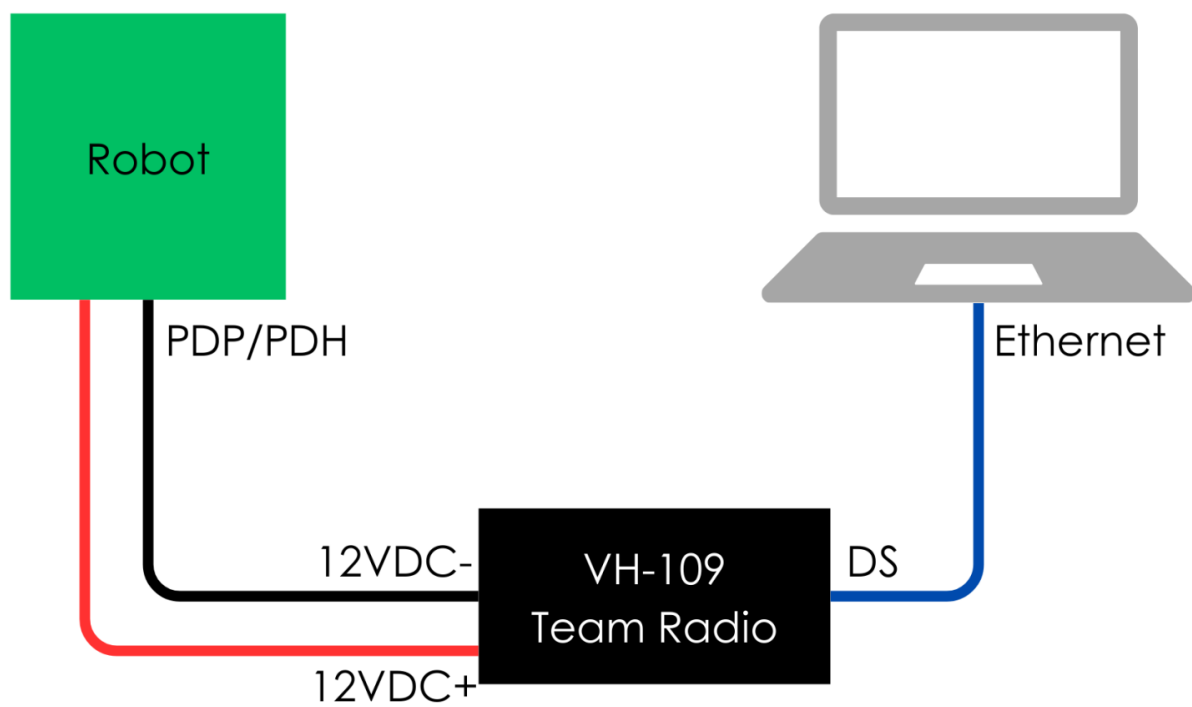 Robot
PDP/PDH
Ethernet
12VDC-
VH-109
Team Radio
DS
12VDC+